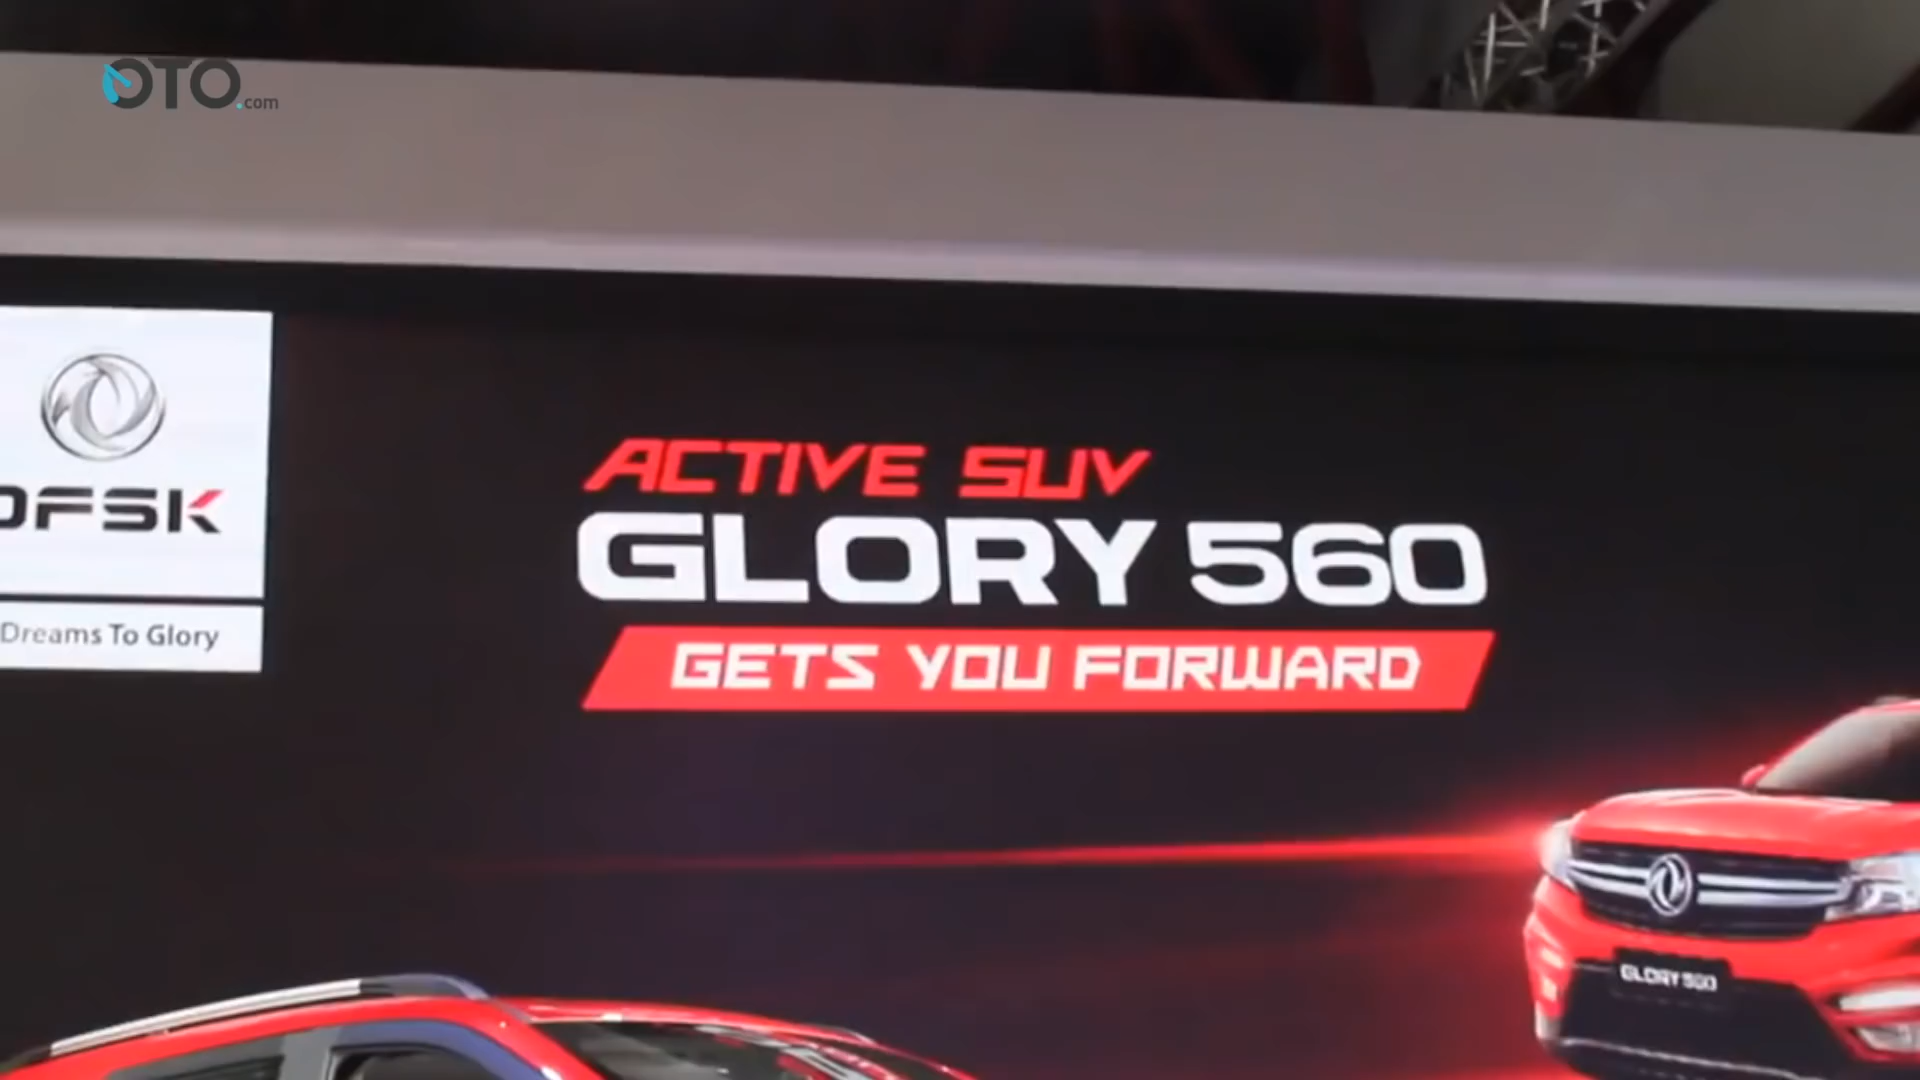 OTO.com
DFSK
Dreams To Glory
ACTIVE SUV
GLORY 560
GETS YOU FORWARD
GLORY 560